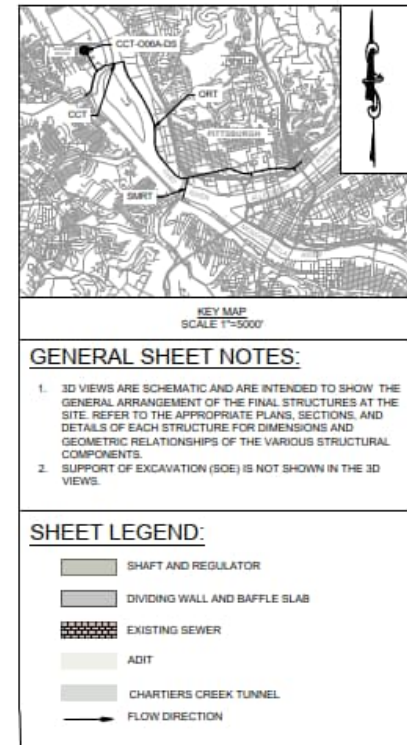 CCT-O06A-DS
ORT
CCT
PITTSBURGH
SMRT
KEY MAP
SCALE 1"=5000'
GENERAL SHEET NOTES:
1. 3D VIEWS ARE SCHEMATIC AND ARE INTENDED TO SHOW THE
GENERAL ARRANGEMENT OF THE FINAL STRUCTURES AT THE
SITE. REFER TO THE APPROPRIATE PLANS, SECTIONS, AND
DETAILS OF EACH STRUCTURE FOR DIMENSIONS AND
GEOMETRIC RELATIONSHIPS OF THE VARIOUS STRUCTURAL
COMPONENTS.
2. SUPPORT OF EXCAVATION (SOE) IS NOT SHOWN IN THE 3D
VIEWS.
SHEET LEGEND:
SHAFT AND REGULATOR
DIVIDING WALL AND BAFFLE SLAB
EXISTING SEWER
ADIT
CHARTIERS CREEK TUNNEL
FLOW DIRECTION